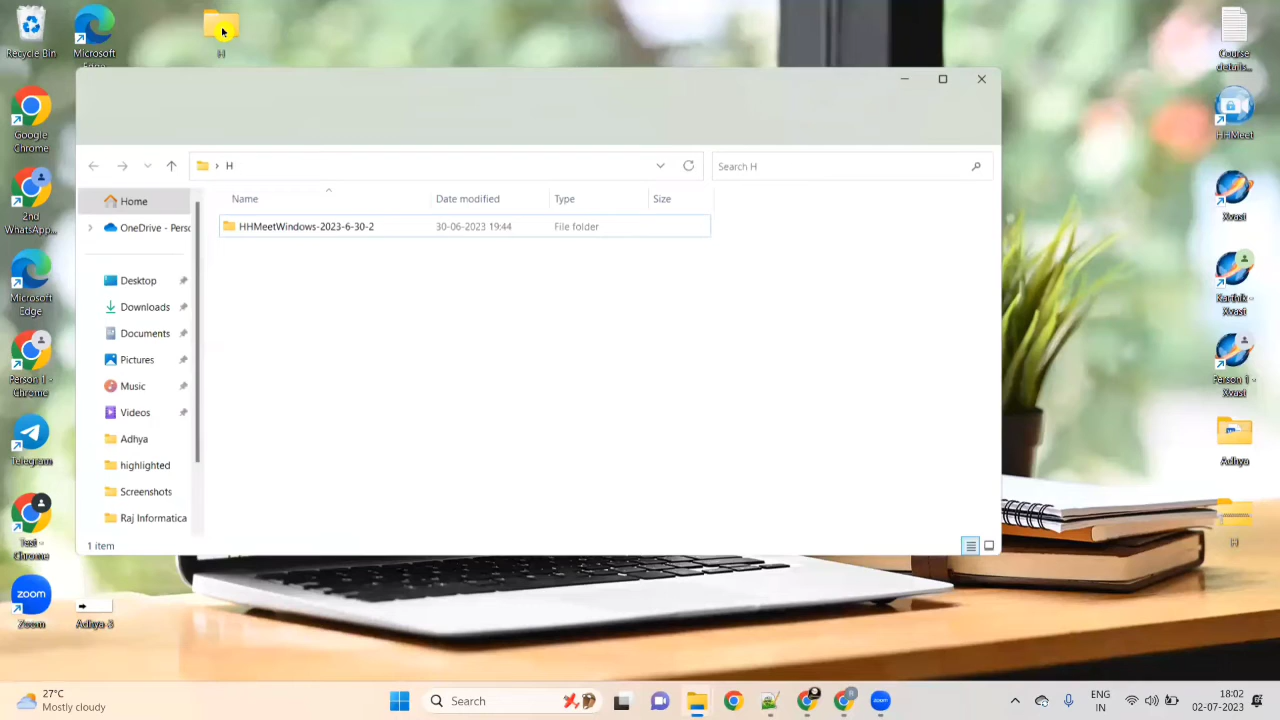 Recycle Bin
Microsoft
Edge
H
Google
Chrome
2nd
WhatsApp...
Microsoft
Edge
Person 1 -
Chrome
Telegram
Test -
Chrome
zoom
Zoom
Adhya 3
H
Search H
Name
Date modified
Type
Size
Home
OneDrive - Perso
HHMeetWindows-2023-6-30-2
30-06-2023 19:44
File folder
Desktop
Downloads
Documents
Pictures
Music
Videos
Adhya
highlighted
Screenshots
Raj Informatica
1 item
Course
details...
HHMeet
Xvast
Karthik -
Xvast
Person 1 -
Xvast
Adhya
H
27°C
Mostly cloudy
Search
zoom
ENG
IN
18:02
02-07-2023